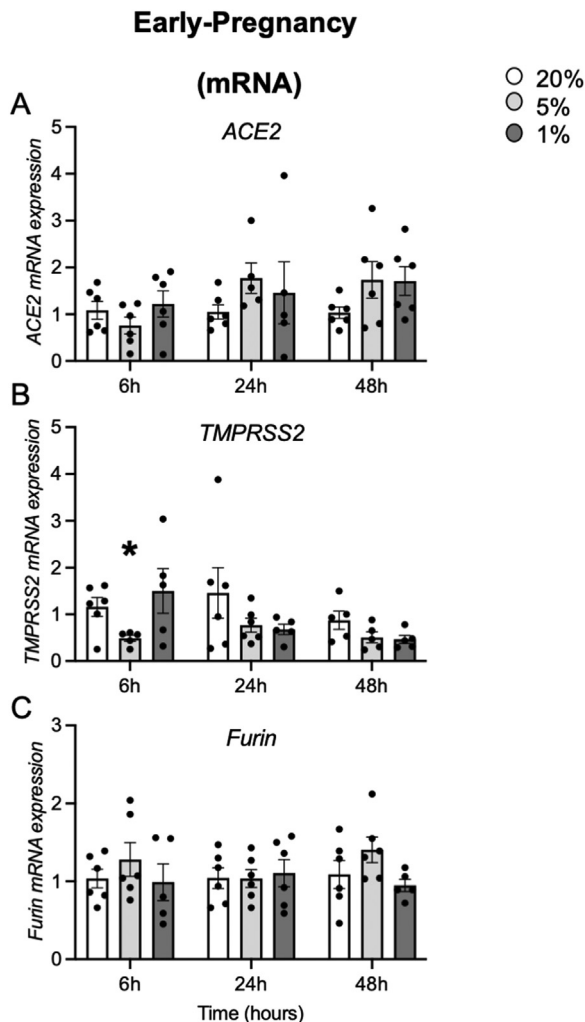 Early-Pregnancy
(mRNA)
20%
5%
1%
A
ACE2
ACE2 mRNA expression
5
4
3
2
1
0
6h
24h
48h
B
TMPRSS2
TMPRSS2 mRNA expression
5
4
3
2
1
0
*
6h
24h
48h
C
Furin
Furin mRNA expression
3
2
1
0
6h
24h
48h
Time (hours)